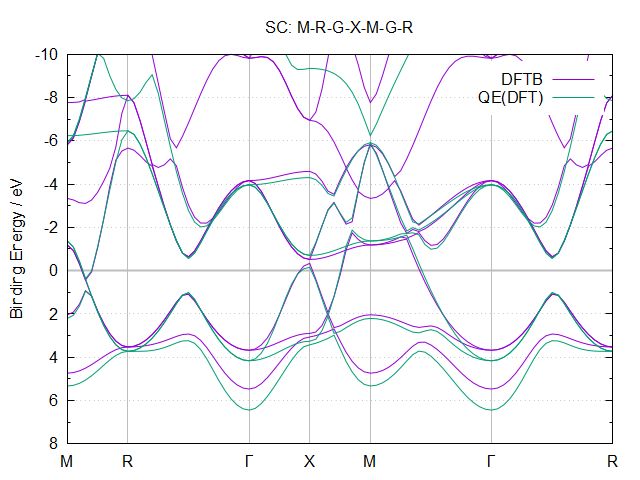 SC: M-R-G-X-M-G-R
-10
-8
-6
-4
-2
0
2
4
6
8
Binding Energy / eV
DFTB
QE(DFT)
M R Γ X M Γ R